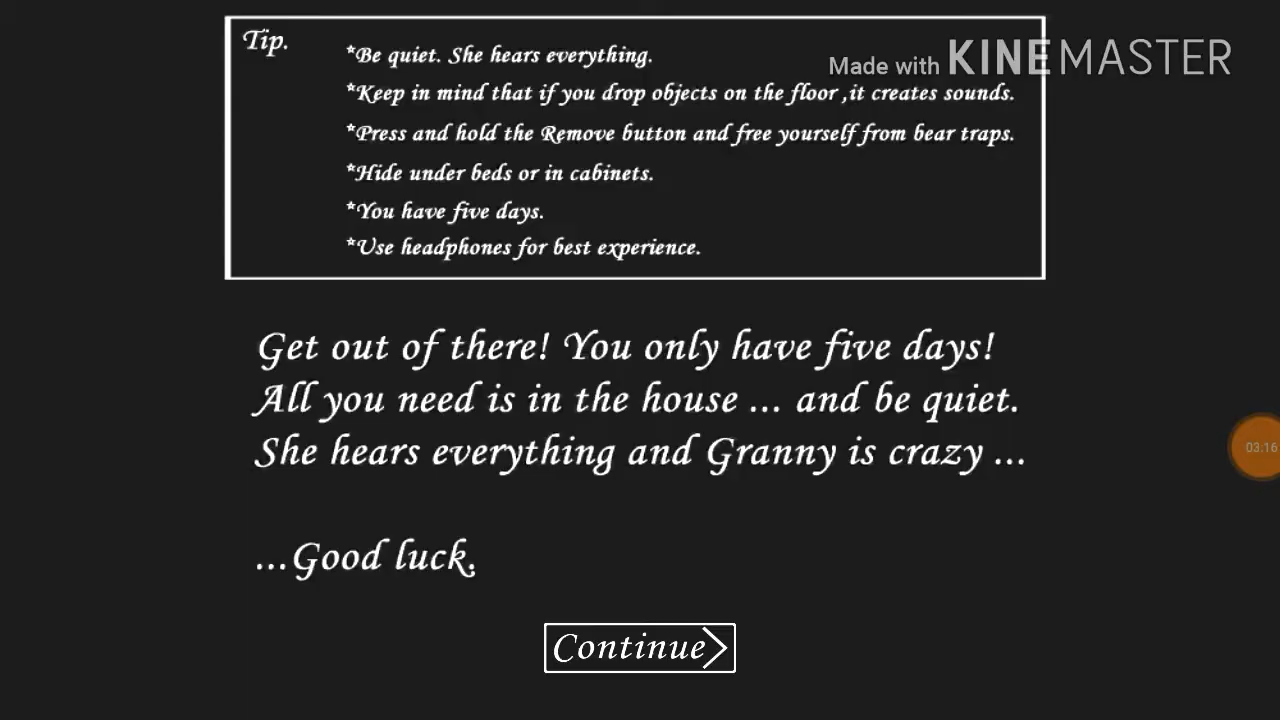 Tip.
*Be quiet. She hears everything.
Made with KINEMASTER
*Keep in mind that if you drop objects on the floor ,it creates sounds.
*Press and hold the Remove button and free yourself from bear traps.
*Hide under beds or in cabinets.
*You have five days.
*Use headphones for best experience.
Get out of there! You only have five days!
All you need is in the house ... and be quiet.
She hears everything and Granny is crazy ...
03:16
...Good luck.
Continue